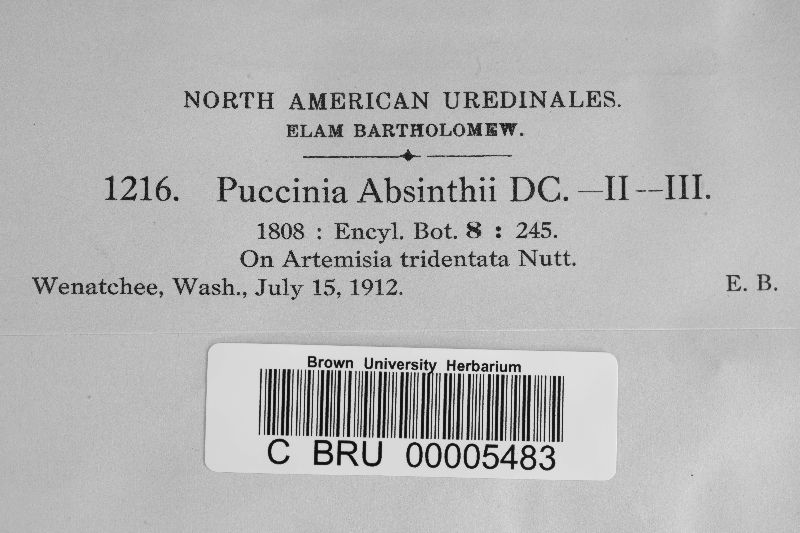 NORTH AMERICAN UREDINALES.
ELAM BARTHOLOMEW.
1216. Puccinia Absinthii DC. —II—III.
1808 : Encyl. Bot. 8 : 245.
On Artemisia tridentata Nutt.
Wenatchee, Wash., July 15, 1912. E. B.
Brown University Herbarium
C BRU 00005483